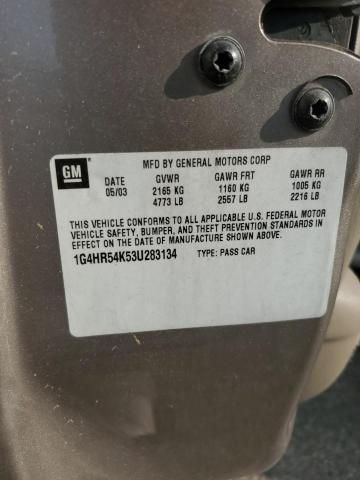 GM
MFD BY GENERAL MOTORS CORP
DATE GVWR GAWR FRT GAWR RR
05/03 2165 KG 1160 KG 1005 KG
4773 LB 2557 LB 2216 LB
THIS VEHICLE CONFORMS TO ALL APPLICABLE U.S. FEDERAL MOTOR
VEHICLE SAFETY, BUMPER, AND THEFT PREVENTION STANDARDS IN
EFFECT ON THE DATE OF MANUFACTURE SHOWN ABOVE.
1G4HR54K53U283134 TYPE: PASS CAR